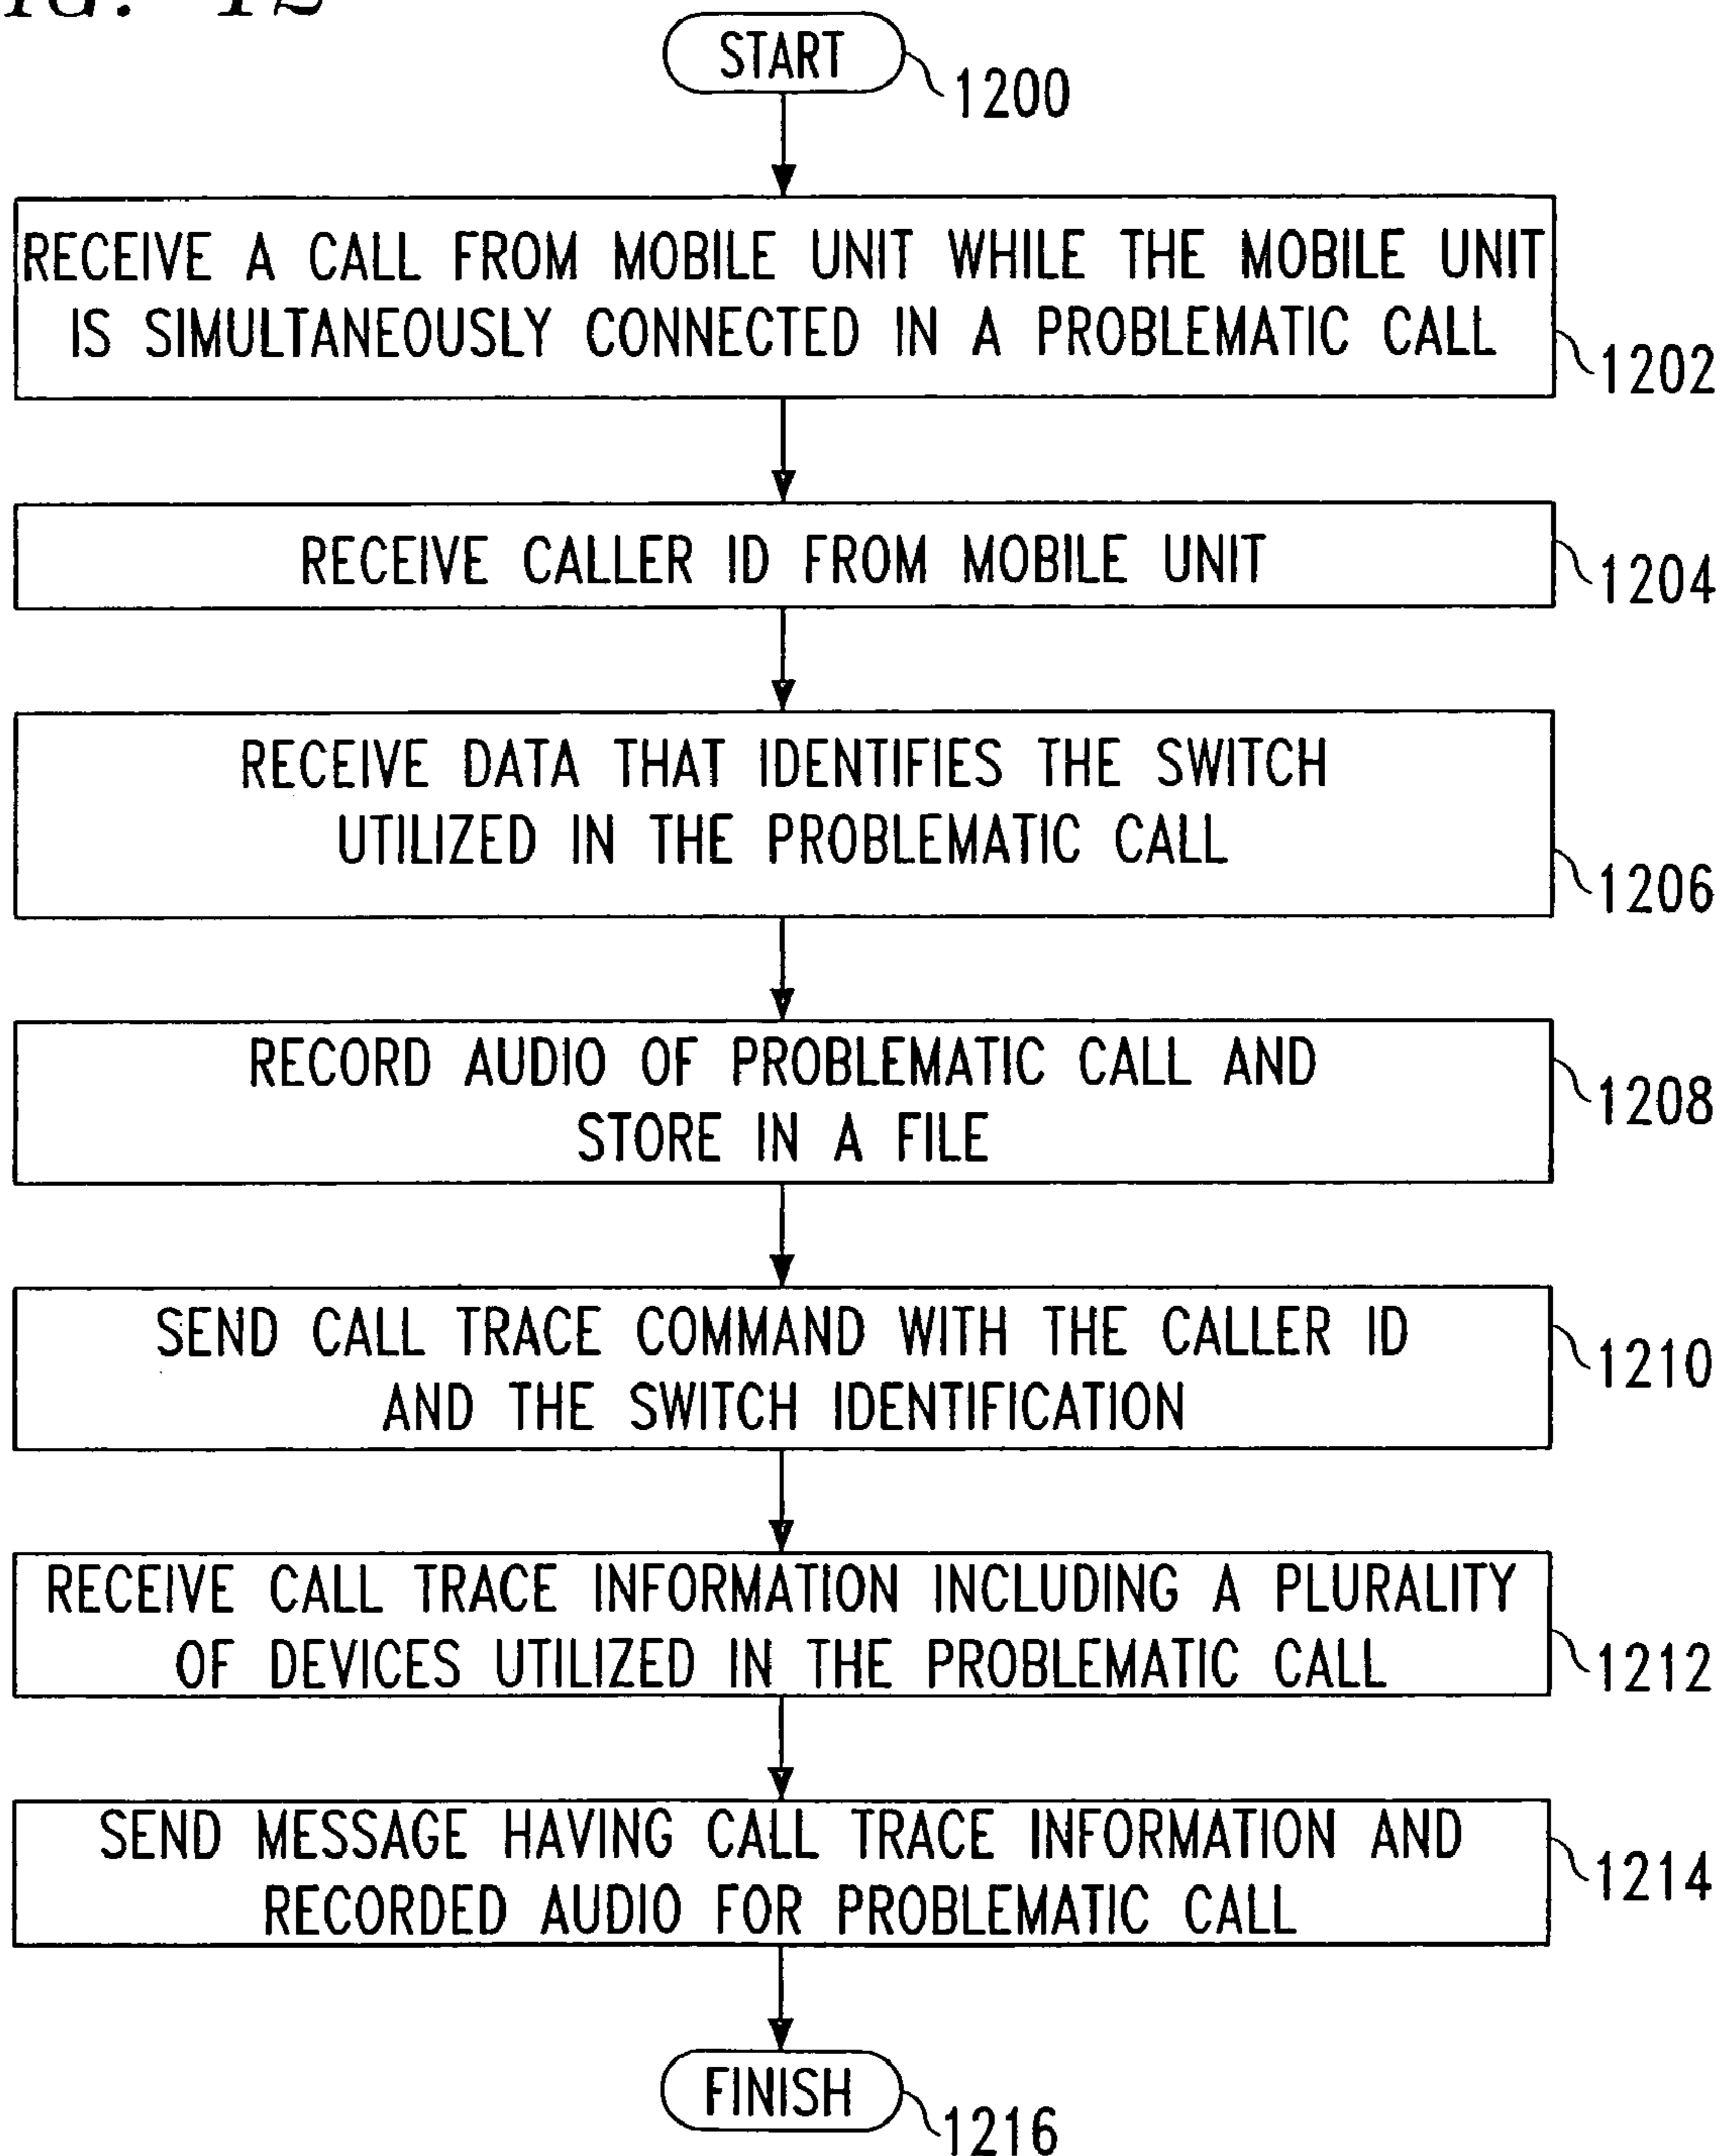 12
START
1200
RECEIVE A CALL FROM MOBILE UNIT WHILE THE MOBILE UNIT
IS SIMULTANEOUSLY CONNECTED IN A PROBLEMATIC CALL
1202
RECEIVE CALLER ID FROM MOBILE UNIT
1204
RECEIVE DATA THAT IDENTIFIES THE SWITCH
UTILIZED IN THE PROBLEMATIC CALL
1206
RECORD AUDIO OF PROBLEMATIC CALL AND
STORE IN A FILE
1208
SEND CALL TRACE COMMAND WITH THE CALLER ID
AND THE SWITCH IDENTIFICATION
1210
RECEIVE CALL TRACE INFORMATION INCLUDING A PLURALITY
OF DEVICES UTILIZED IN THE PROBLEMATIC CALL
1212
SEND MESSAGE HAVING CALL TRACE INFORMATION AND
RECORDED AUDIO FOR PROBLEMATIC CALL
1214
FINISH
1216